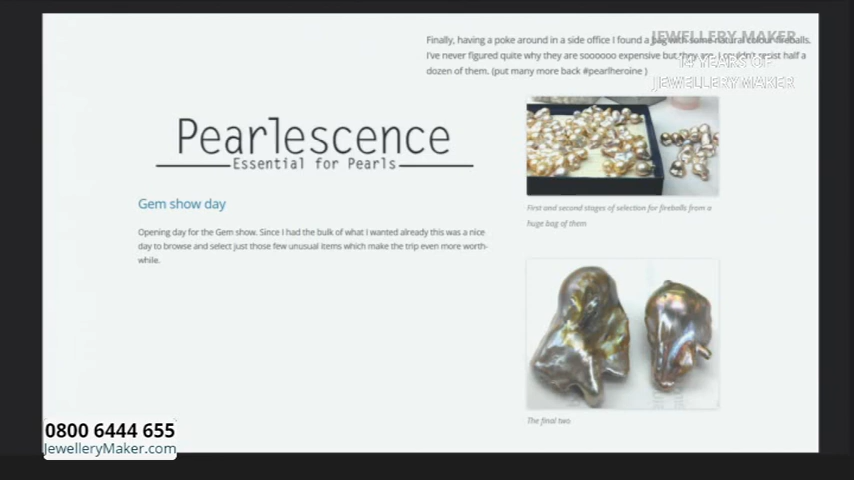 Finally, having a poke around in a side office I found a bag with some natural colour fireballs.
I've never figured quite why they are soooooo expensive but they are. I couldn't resist half a
dozen of them. (put many more back #pearlheroine )
JEWELLERY MAKER
YEARS OF
JEWELLERYMAKER
Pearlescence
Essential for Pearls
Gem show day
Opening day for the Gem show. Since I had the bulk of what I wanted already this was a nice
day to browse and select just those few unusual items which make the trip even more worth-
while.
First and second stages of selection for fireballs from a
huge bag of them
The final two
0800 6444 655
JewelleryMaker.com